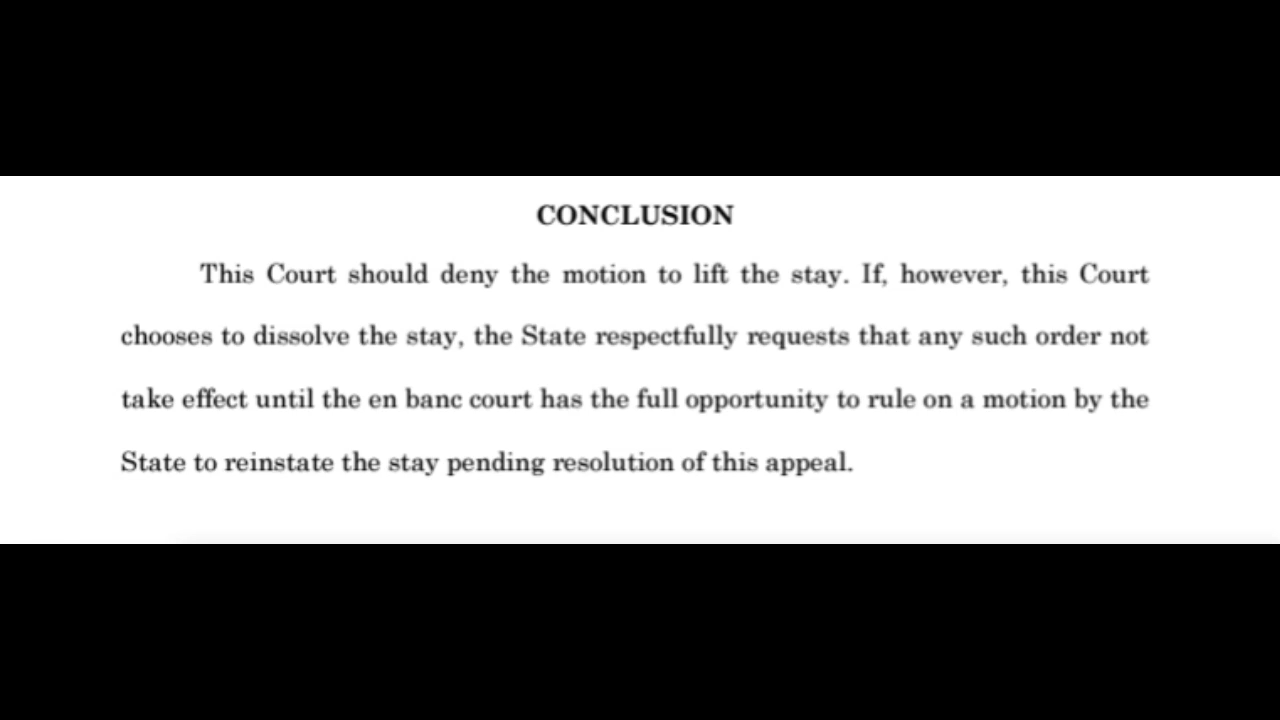 CONCLUSION
This Court should deny the motion to lift the stay. If, however, this Court
chooses to dissolve the stay, the State respectfully requests that any such order not
take effect until the en banc court has the full opportunity to rule on a motion by the
State to reinstate the stay pending resolution of this appeal.